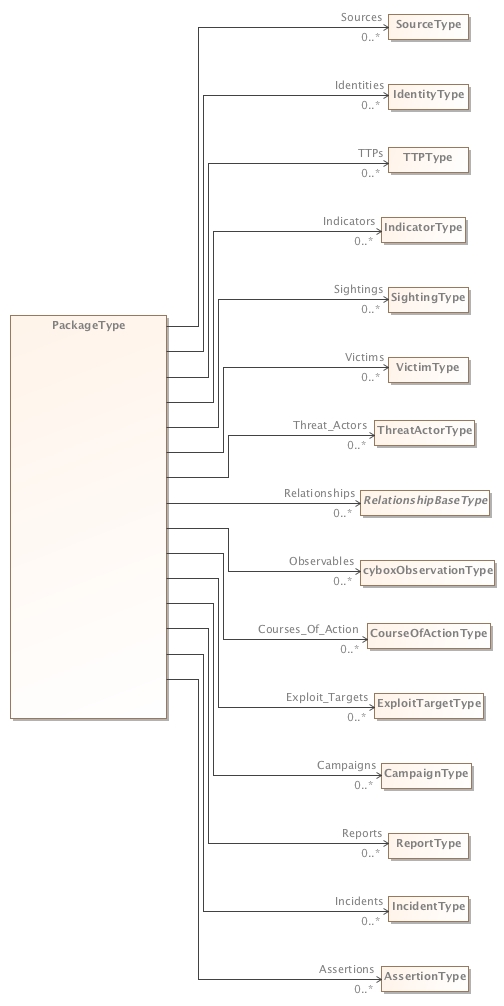 Sources
SourceType
0..*
Identities
IdentityType
0..*
TTPs
TTPType
0..*
Indicators
IndicatorType
0..*
Sightings
SightingType
0..*
PackageType
Victims
VictimType
0..*
Threat_Actors
ThreatActorType
0..*
Relationships
RelationshipBaseType
0..*
Observables
cyboxObservationType
0..*
Courses_Of_Action
CourseOfActionType
0..*
Exploit_Targets
ExploitTargetType
0..*
Campaigns
CampaignType
0..*
Reports
ReportType
0..*
Incidents
IncidentType
0..*
Assertions
AssertionType
0..*